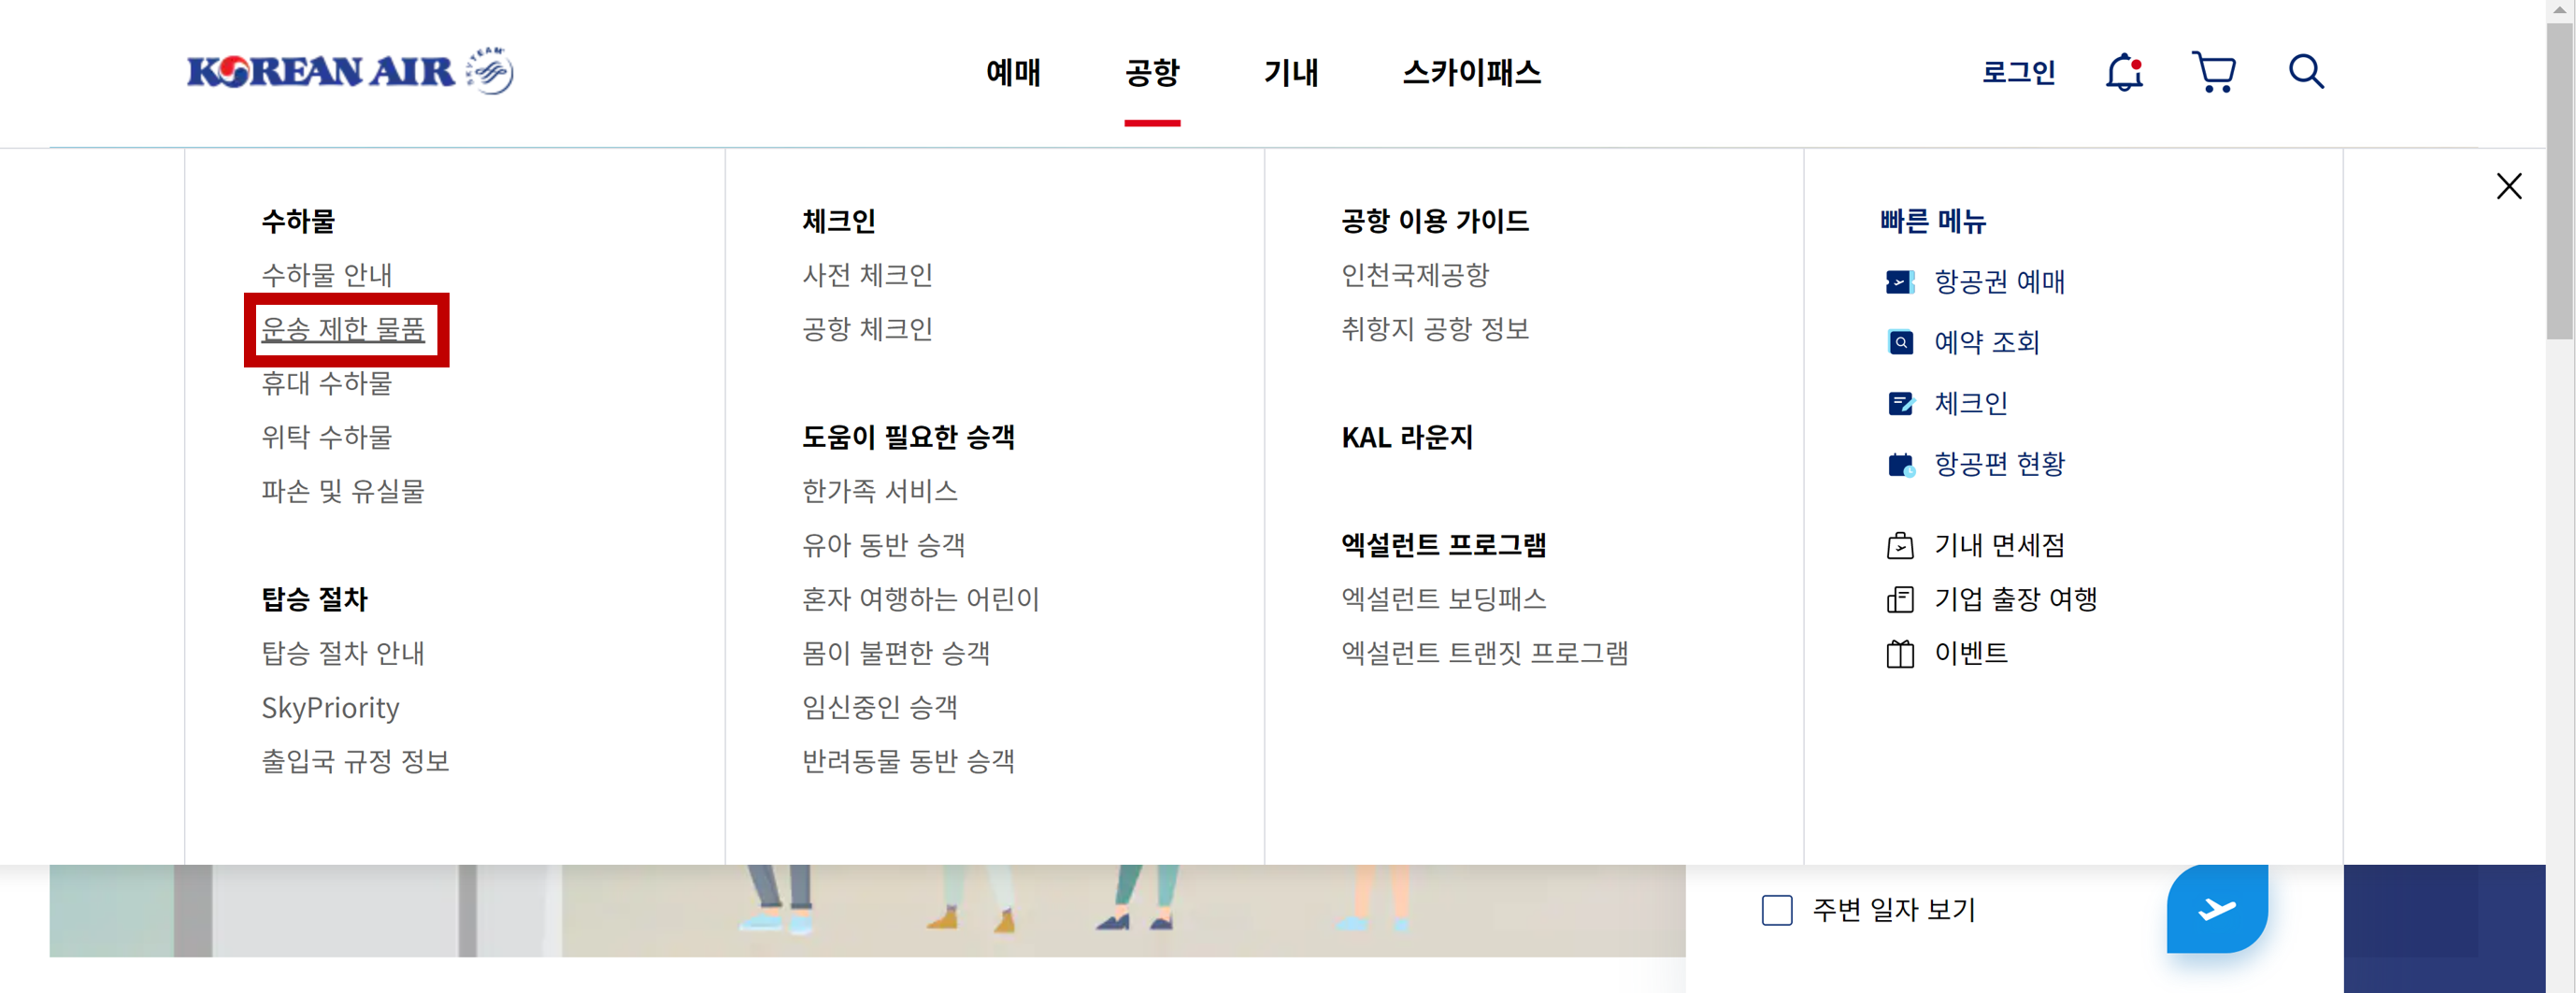 KOREAN AIR SKYTEAM
예매 공항 기내 스카이패스 로그인
수하물
수하물 안내
운송 제한 물품
휴대 수하물
위탁 수하물
파손 및 유실물
탑승 절차
탑승 절차 안내
SkyPriority
출입국 규정 정보
체크인
사전 체크인
공항 체크인
도움이 필요한 승객
한가족 서비스
유아 동반 승객
혼자 여행하는 어린이
몸이 불편한 승객
임신중인 승객
반려동물 동반 승객
공항 이용 가이드
인천국제공항
취항지 공항 정보
KAL 라운지
엑설런트 프로그램
엑설런트 보딩패스
엑설런트 트랜짓 프로그램
빠른 메뉴
항공권 예매
예약 조회
체크인
항공편 현황
기내 면세점
기업 출장 여행
이벤트
주변 일자 보기